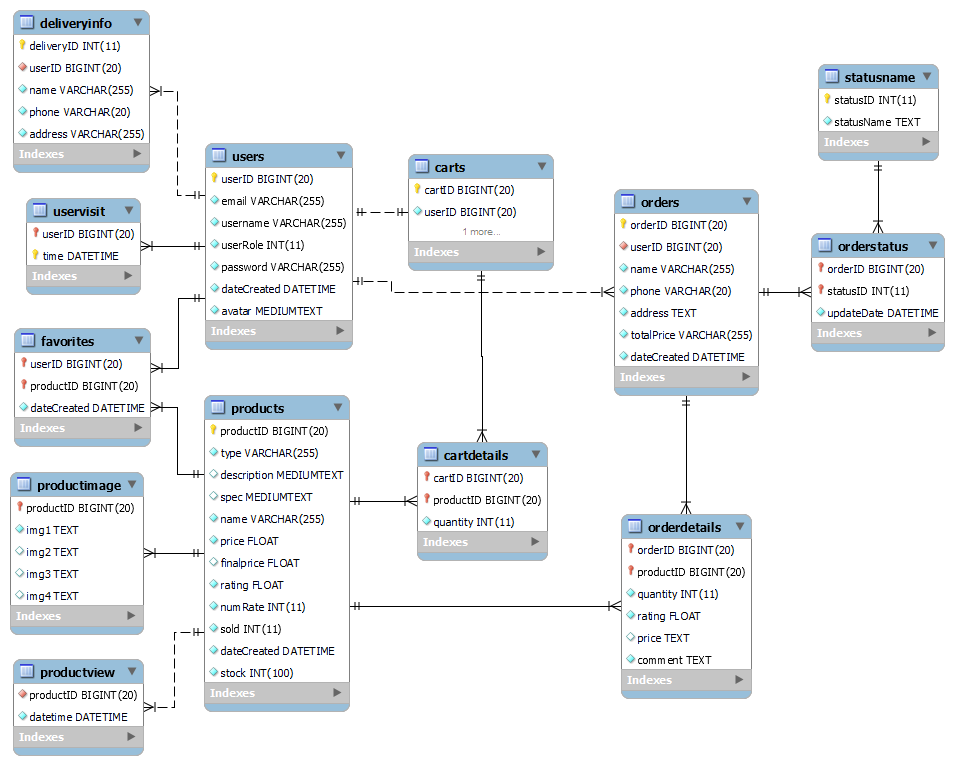 deliveryinfo
deliveryID INT(11)
userID BIGINT(20)
name VARCHAR(255)
phone VARCHAR(20)
address VARCHAR(255)
Indexes
uservisit
userID BIGINT(20)
time DATETIME
Indexes
favorites
userID BIGINT(20)
productID BIGINT(20)
dateCreated DATETIME
Indexes
productimage
productID BIGINT(20)
img1 TEXT
img2 TEXT
img3 TEXT
img4 TEXT
Indexes
productview
productID BIGINT(20)
datetime DATETIME
Indexes
users
userID BIGINT(20)
email VARCHAR(255)
username VARCHAR(255)
userRole INT(11)
password VARCHAR(255)
dateCreated DATETIME
avatar MEDIUMTEXT
Indexes
products
productID BIGINT(20)
type VARCHAR(255)
description MEDIUMTEXT
spec MEDIUMTEXT
name VARCHAR(255)
price FLOAT
finalprice FLOAT
rating FLOAT
numRate INT(11)
sold INT(11)
dateCreated DATETIME
stock INT(100)
Indexes
carts
cartID BIGINT(20)
userID BIGINT(20)
1 more...
Indexes
cartdetails
cartID BIGINT(20)
productID BIGINT(20)
quantity INT(11)
Indexes
orders
orderID BIGINT(20)
userID BIGINT(20)
name VARCHAR(255)
phone VARCHAR(20)
address TEXT
totalPrice VARCHAR(255)
dateCreated DATETIME
Indexes
orderdetails
orderID BIGINT(20)
productID BIGINT(20)
quantity INT(11)
rating FLOAT
price TEXT
comment TEXT
Indexes
statusname
statusID INT(11)
statusName TEXT
Indexes
orderstatus
orderID BIGINT(20)
statusID INT(11)
updateDate DATETIME
Indexes